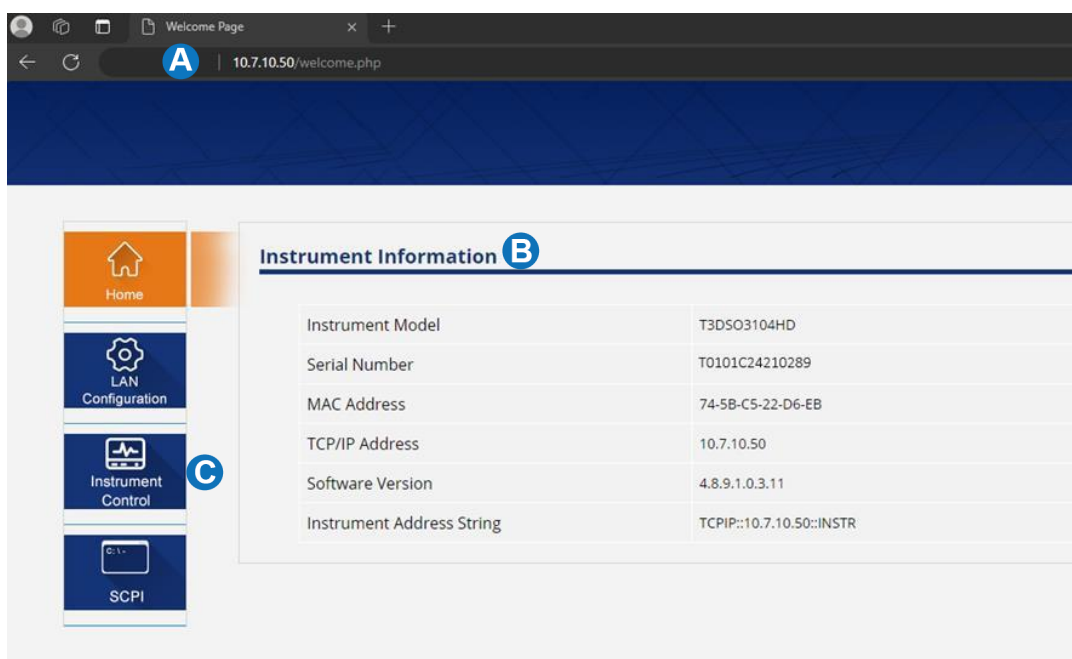 Welcome Page
A
10.7.10.50/welcome.php
Home
LAN
Configuration
Instrument
Control
C
C:\-
SCPI
Instrument Information B
Instrument Model T3DSO3104HD
Serial Number T0101C24210289
MAC Address 74-5B-C5-22-D6-EB
TCP/IP Address 10.7.10.50
Software Version 4.8.9.1.0.3.11
Instrument Address String TCPIP::10.7.10.50::INSTR